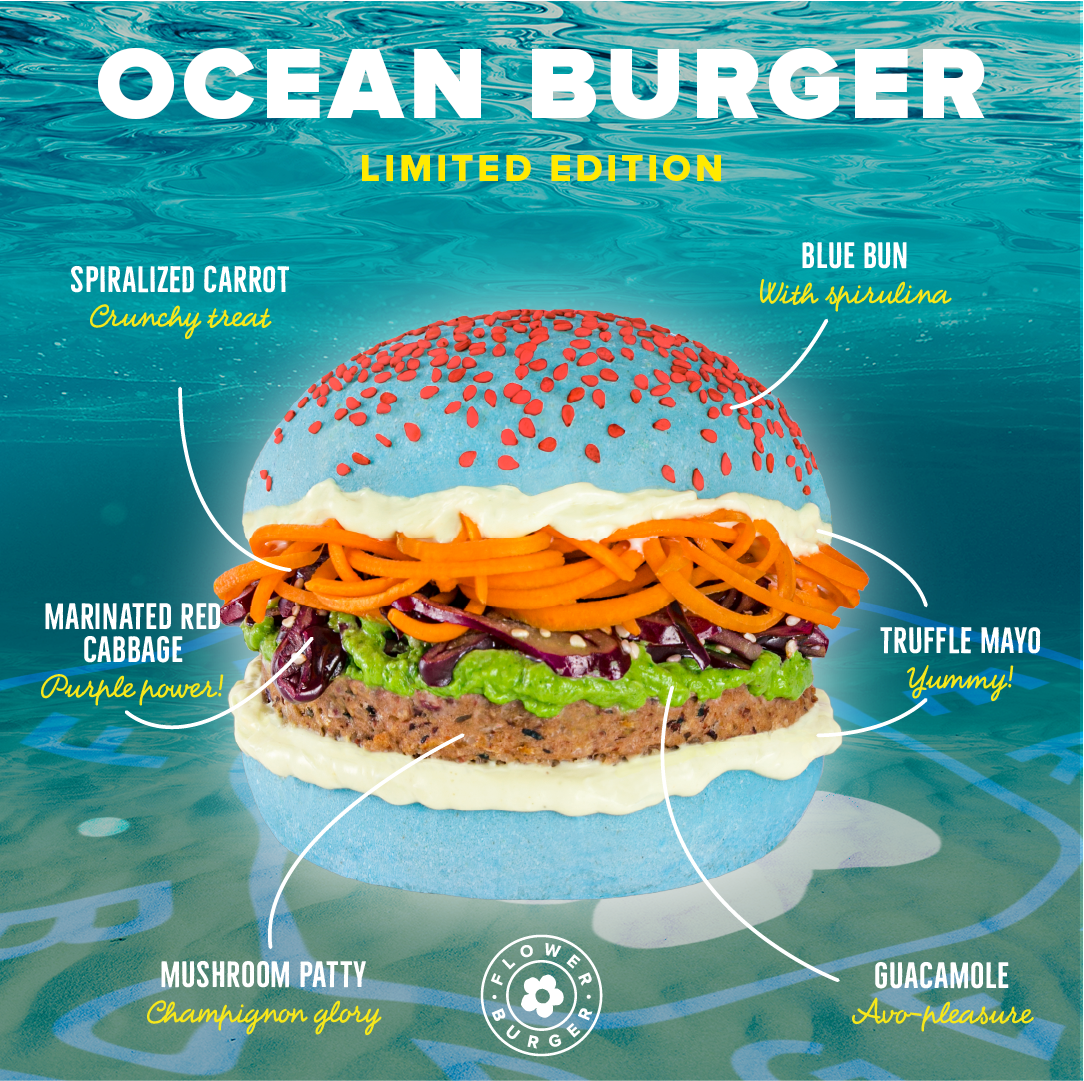 OCEAN BURGER
LIMITED EDITION
SPIRALIZED CARROT
Crunchy treat
BLUE BUN
With spirulina
MARINATED RED
CABBAGE
Purple power!
TRUFFLE MAYO
Yummy!
MUSHROOM PATTY
Champignon glory
GUACAMOLE
Avo-pleasure
FLOWER
BURGER